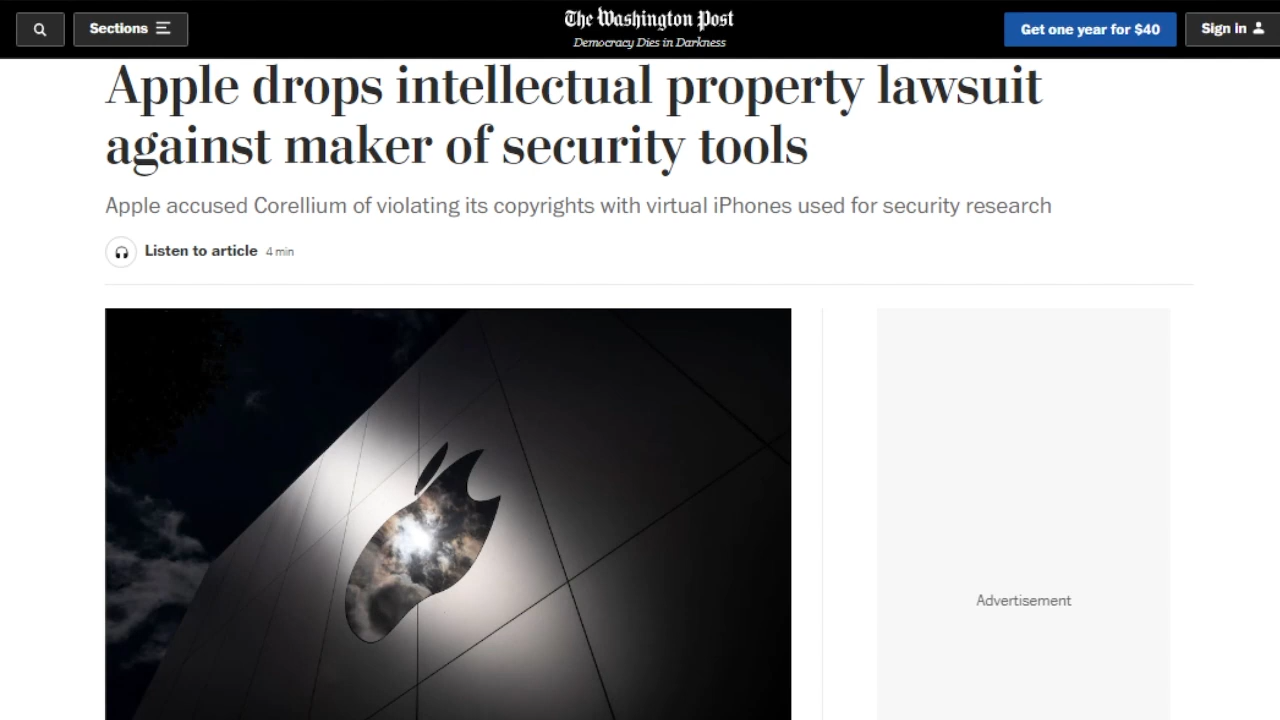 Sections
The Washington Post
Democracy Dies in Darkness
Get one year for $40
Sign in
Apple drops intellectual property lawsuit
against maker of security tools
Apple accused Corellium of violating its copyrights with virtual iPhones used for security research
Listen to article 4 min
Advertisement